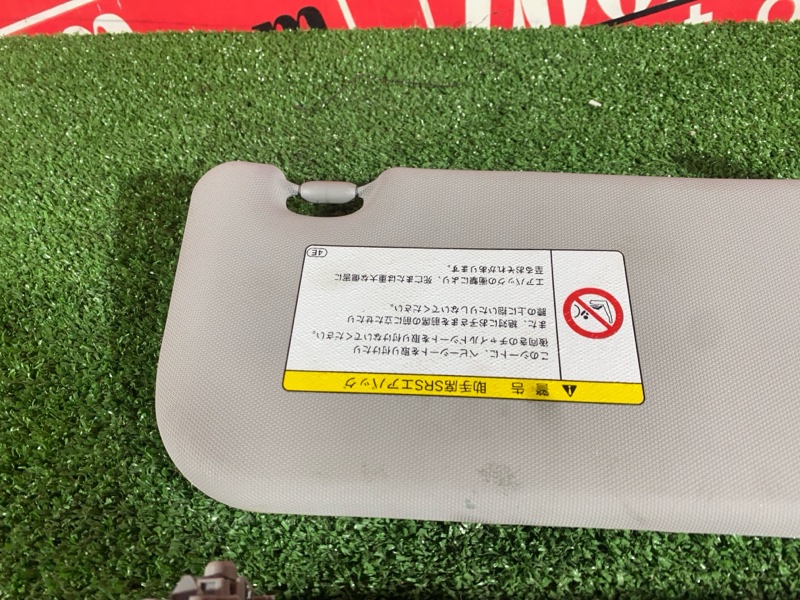 警告 助手席SRSエアバッグ
このシートに、ベビーシートを取り付けたり
後向きのチャイルドシートを取り付けないでください。
また、絶対にお子さまを前席の前に立たせたり
膝の上に抱いたりしないでください。
エアバッグの衝撃により、死亡または重大な傷害に
至るおそれがあります。
4E